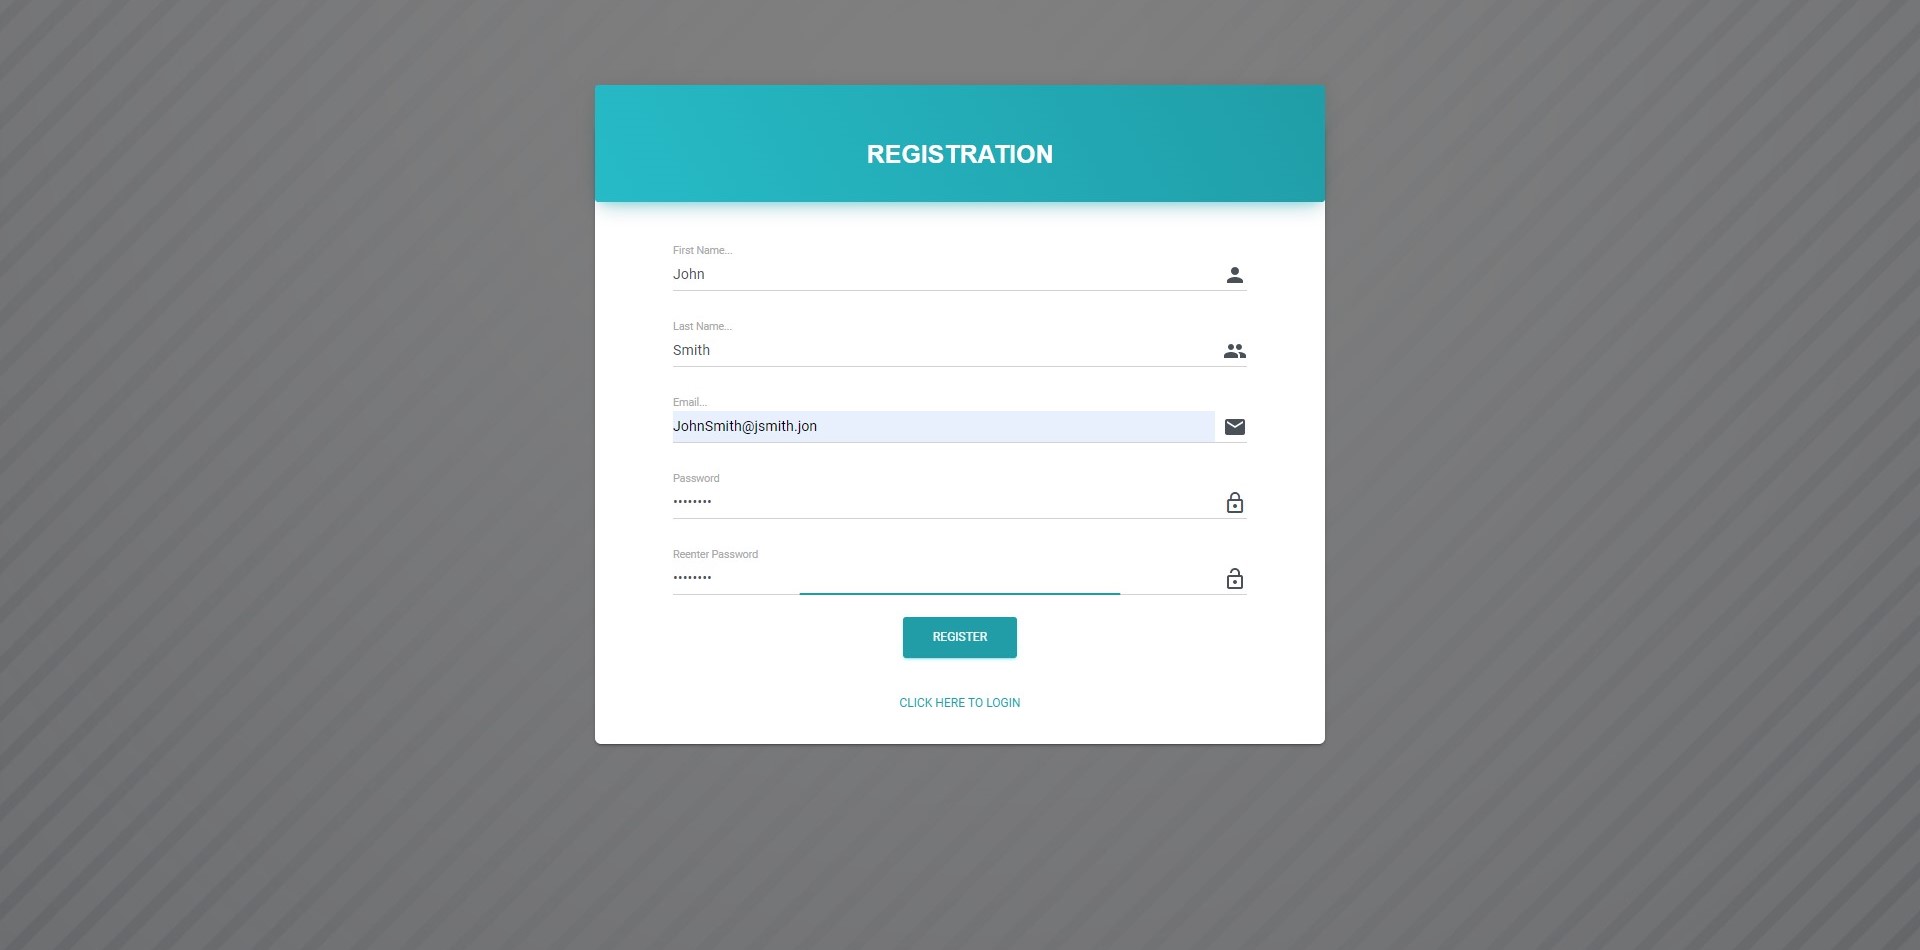 REGISTRATION
First Name...
John
Last Name...
Smith
Email...
JohnSmith@jsmith.jon
Password
••••••••
Reenter Password
••••••••
REGISTER
CLICK HERE TO LOGIN